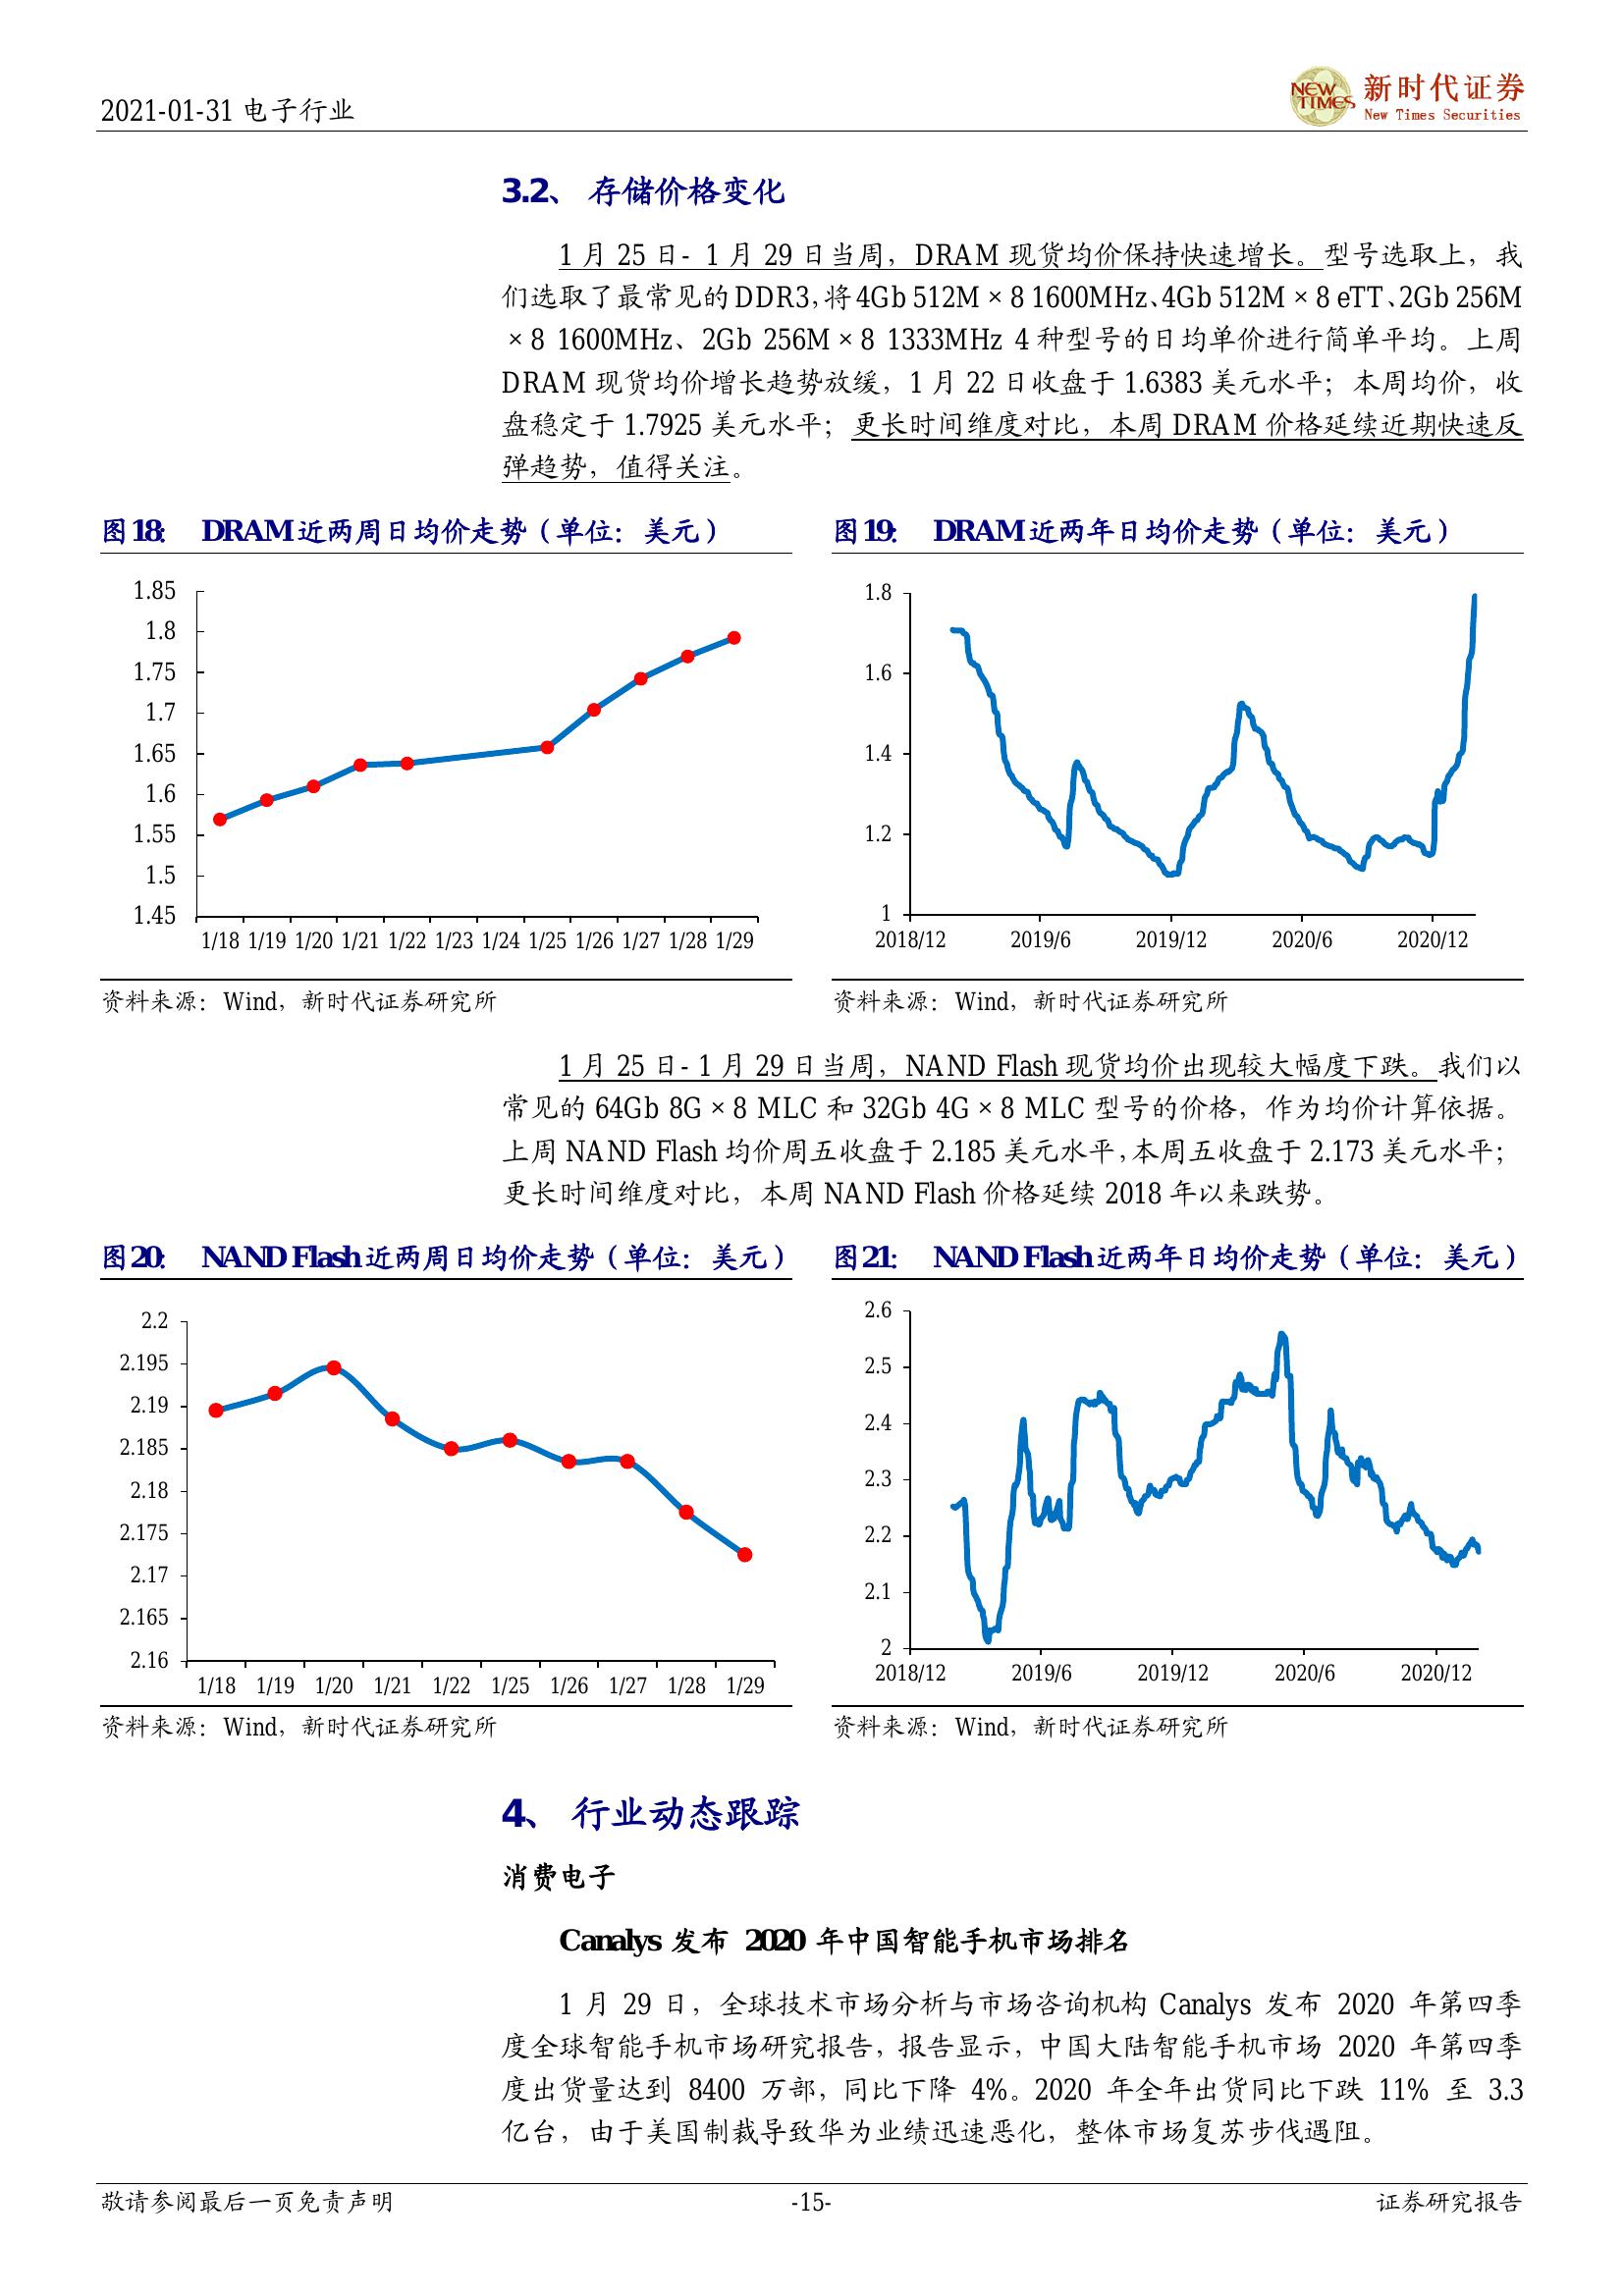 2021-01-31 电子行业
NEW TIMES 新时代证券
New Times Securities
3.2、 存储价格变化
1 月 25 日- 1 月 29 日当周，DRAM 现货均价保持快速增长。型号选取上，我
们选取了最常见的 DDR3，将 4Gb 512M×8 1600MHz、4Gb 512M×8 eTT、2Gb 256M
×8 1600MHz、2Gb 256M×8 1333MHz 4 种型号的日均单价进行简单平均。上周
DRAM 现货均价增长趋势放缓，1 月 22 日收盘于 1.6383 美元水平；本周均价，收
盘稳定于 1.7925 美元水平；更长时间维度对比，本周 DRAM 价格延续近期快速反
弹趋势，值得关注。
图18： DRAM近两周日均价走势（单位：美元）
1.85
1.8
1.75
1.7
1.65
1.6
1.55
1.5
1.45
1/18 1/19 1/20 1/21 1/22 1/23 1/24 1/25 1/26 1/27 1/28 1/29
资料来源：Wind，新时代证券研究所
图19： DRAM近两年日均价走势（单位：美元）
1.8
1.6
1.4
1.2
1
2018/12 2019/6 2019/12 2020/6 2020/12
资料来源：Wind，新时代证券研究所
1 月 25 日- 1 月 29 日当周，NAND Flash 现货均价出现较大幅度下跌。我们以
常见的 64Gb 8G×8 MLC 和 32Gb 4G×8 MLC 型号的价格，作为均价计算依据。
上周 NAND Flash 均价周五收盘于 2.185 美元水平，本周五收盘于 2.173 美元水平；
更长时间维度对比，本周 NAND Flash 价格延续 2018 年以来跌势。
图20： NAND Flash近两周日均价走势（单位：美元）
2.2
2.195
2.19
2.185
2.18
2.175
2.17
2.165
2.16
1/18 1/19 1/20 1/21 1/22 1/25 1/26 1/27 1/28 1/29
资料来源：Wind，新时代证券研究所
图21： NAND Flash近两年日均价走势（单位：美元）
2.6
2.5
2.4
2.3
2.2
2.1
2
2018/12 2019/6 2019/12 2020/6 2020/12
资料来源：Wind，新时代证券研究所
4、 行业动态跟踪
消费电子
Canalys 发布 2020 年中国智能手机市场排名
1 月 29 日，全球技术市场分析与市场咨询机构 Canalys 发布 2020 年第四季
度全球智能手机市场研究报告，报告显示，中国大陆智能手机市场 2020 年第四季
度出货量达到 8400 万部，同比下降 4%。2020 年全年出货同比下跌 11% 至 3.3
亿台，由于美国制裁导致华为业绩迅速恶化，整体市场复苏步伐遇阻。
敬请参阅最后一页免责声明 -15- 证券研究报告